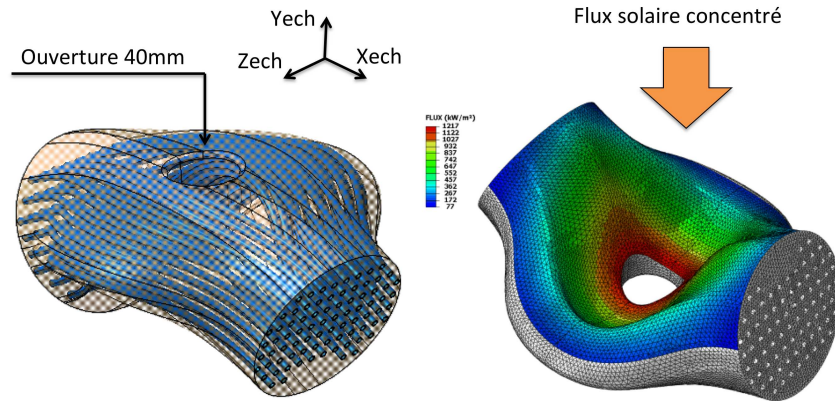 Yech
Ouverture 40mm
Zech
Xech
Flux solaire concentré
FLUX (kW/m²)
1217
1122
1027
932
837
742
647
552
457
362
267
172
77